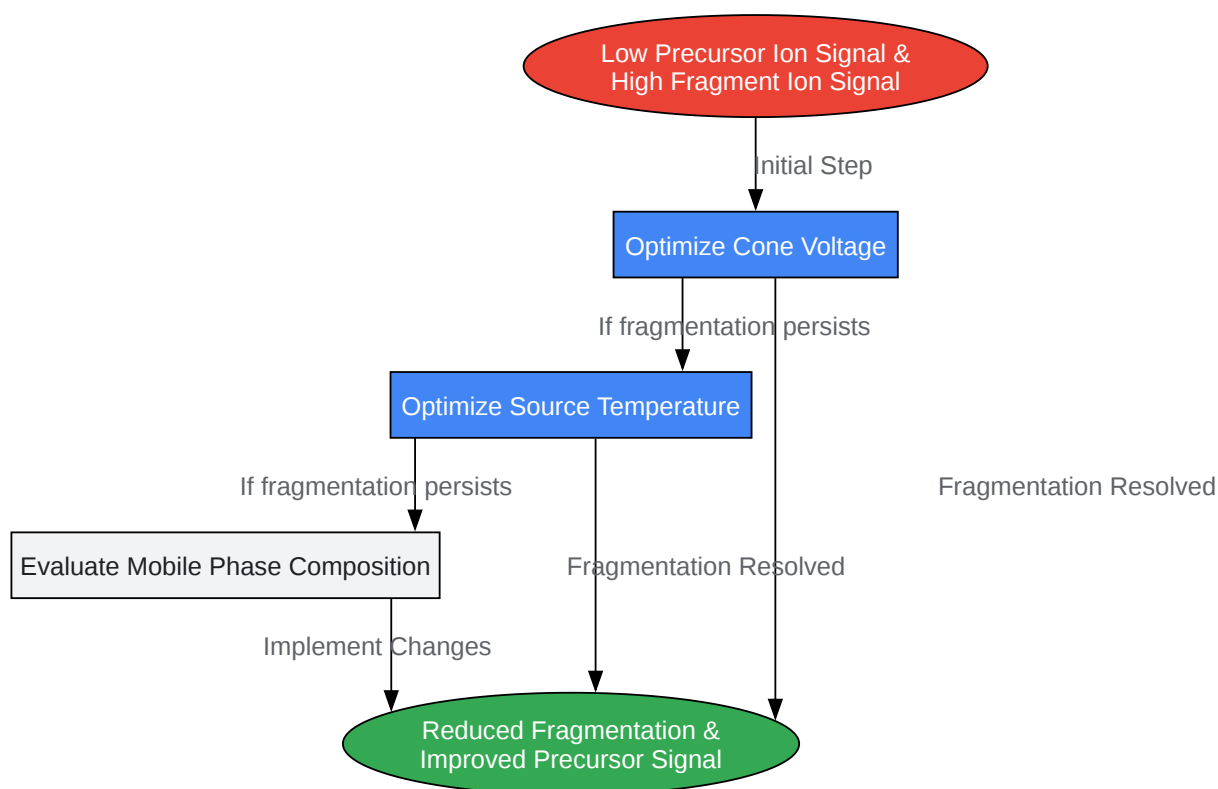 Low Precursor Ion Signal &
High Fragment Ion Signal
Initial Step
Optimize Cone Voltage
If fragmentation persists
Optimize Source Temperature
If fragmentation persists
Fragmentation Resolved
Evaluate Mobile Phase Composition
Fragmentation Resolved
Implement Changes
Reduced Fragmentation &
Improved Precursor Signal